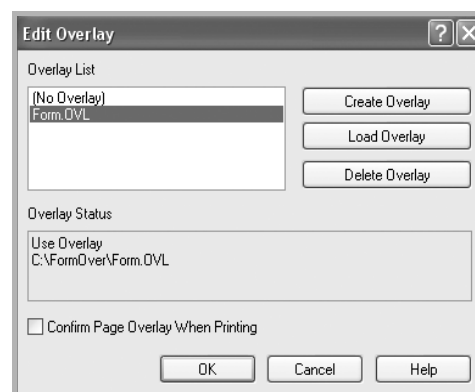 Edit Overlay
Overlay List
(No Overlay)
Form.OVL
Create Overlay
Load Overlay
Delete Overlay
Overlay Status
Use Overlay
C:\FormOver\Form.OVL
Confirm Page Overlay When Printing
OK Cancel Help